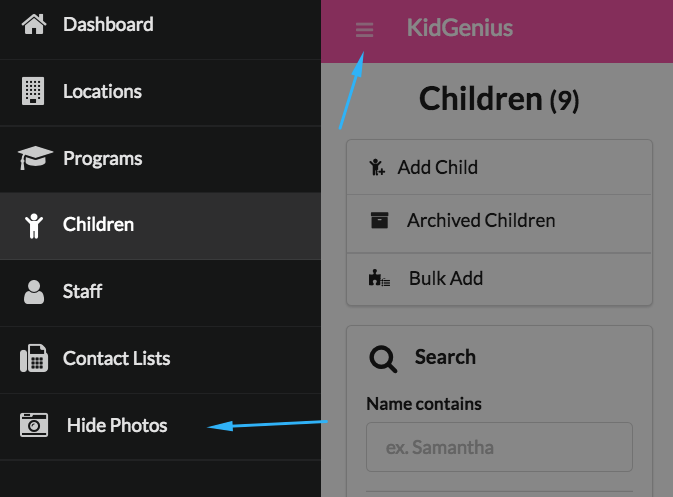 Dashboard
Locations
Programs
Children
Staff
Contact Lists
Hide Photos
KidGenius
Children (9)
Add Child
Archived Children
Bulk Add
Search
Name contains
ex. Samantha